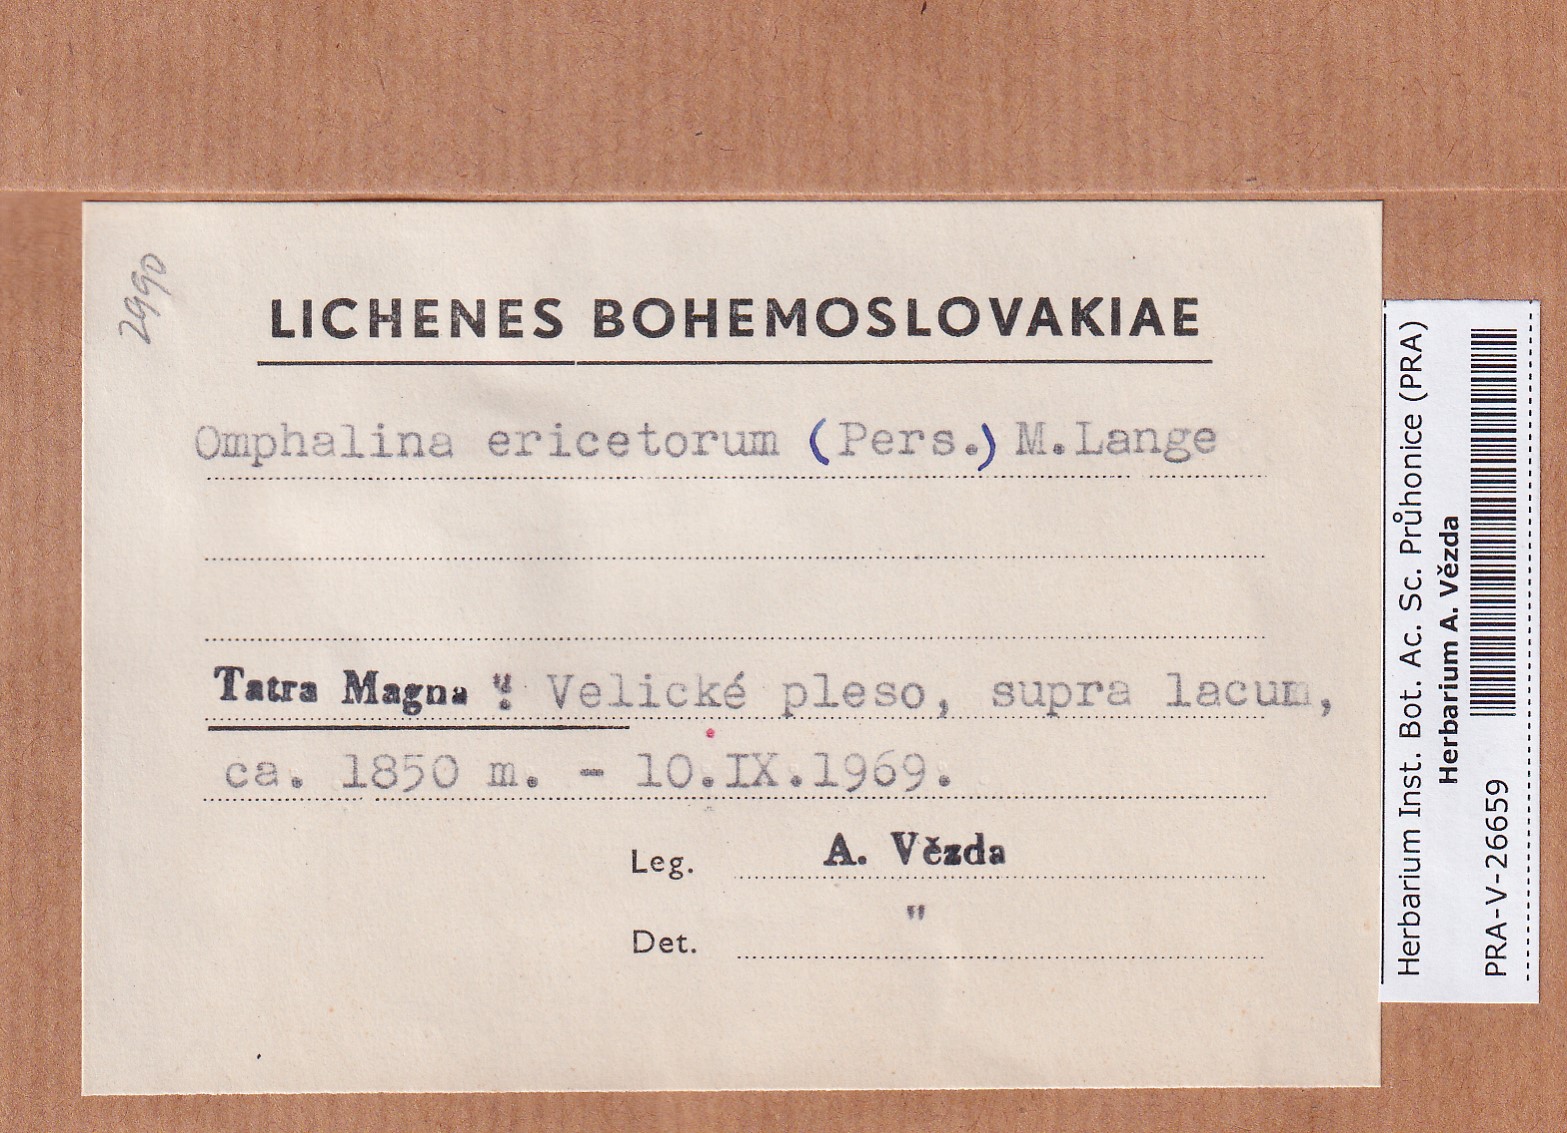 2990
LICHENES BOHEMOSLOVAKIAE
Omphalina ericetorum (Pers.) M.Lange
Tatra Magna ": Velické pleso, supra lacum,
ca. 1850 m. - 10.IX.1969.
Leg. A. Vězda
Det. "
Herbarium Inst. Bot. Ac. Sc. Průhonice (PRA)
Herbarium A. Vězda
PRA-V-26659